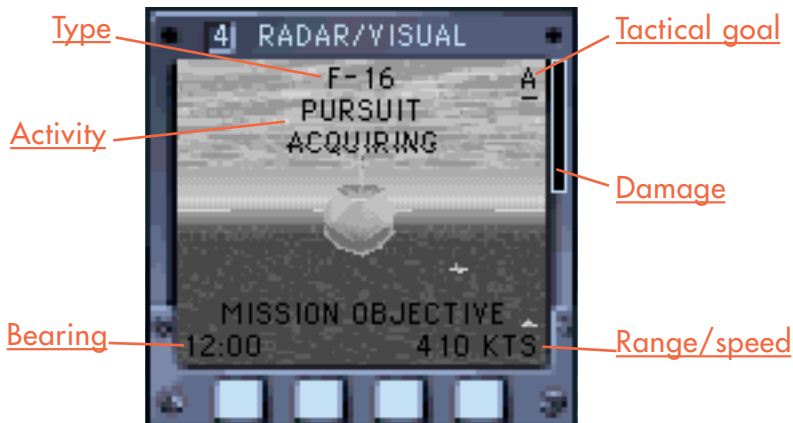 Type
Tactical goal
4 RADAR/VISUAL
F-16
A
PURSUIT
Activity
ACQUIRING
Damage
MISSION OBJECTIVE
Bearing
12:00
410 KTS
Range/speed